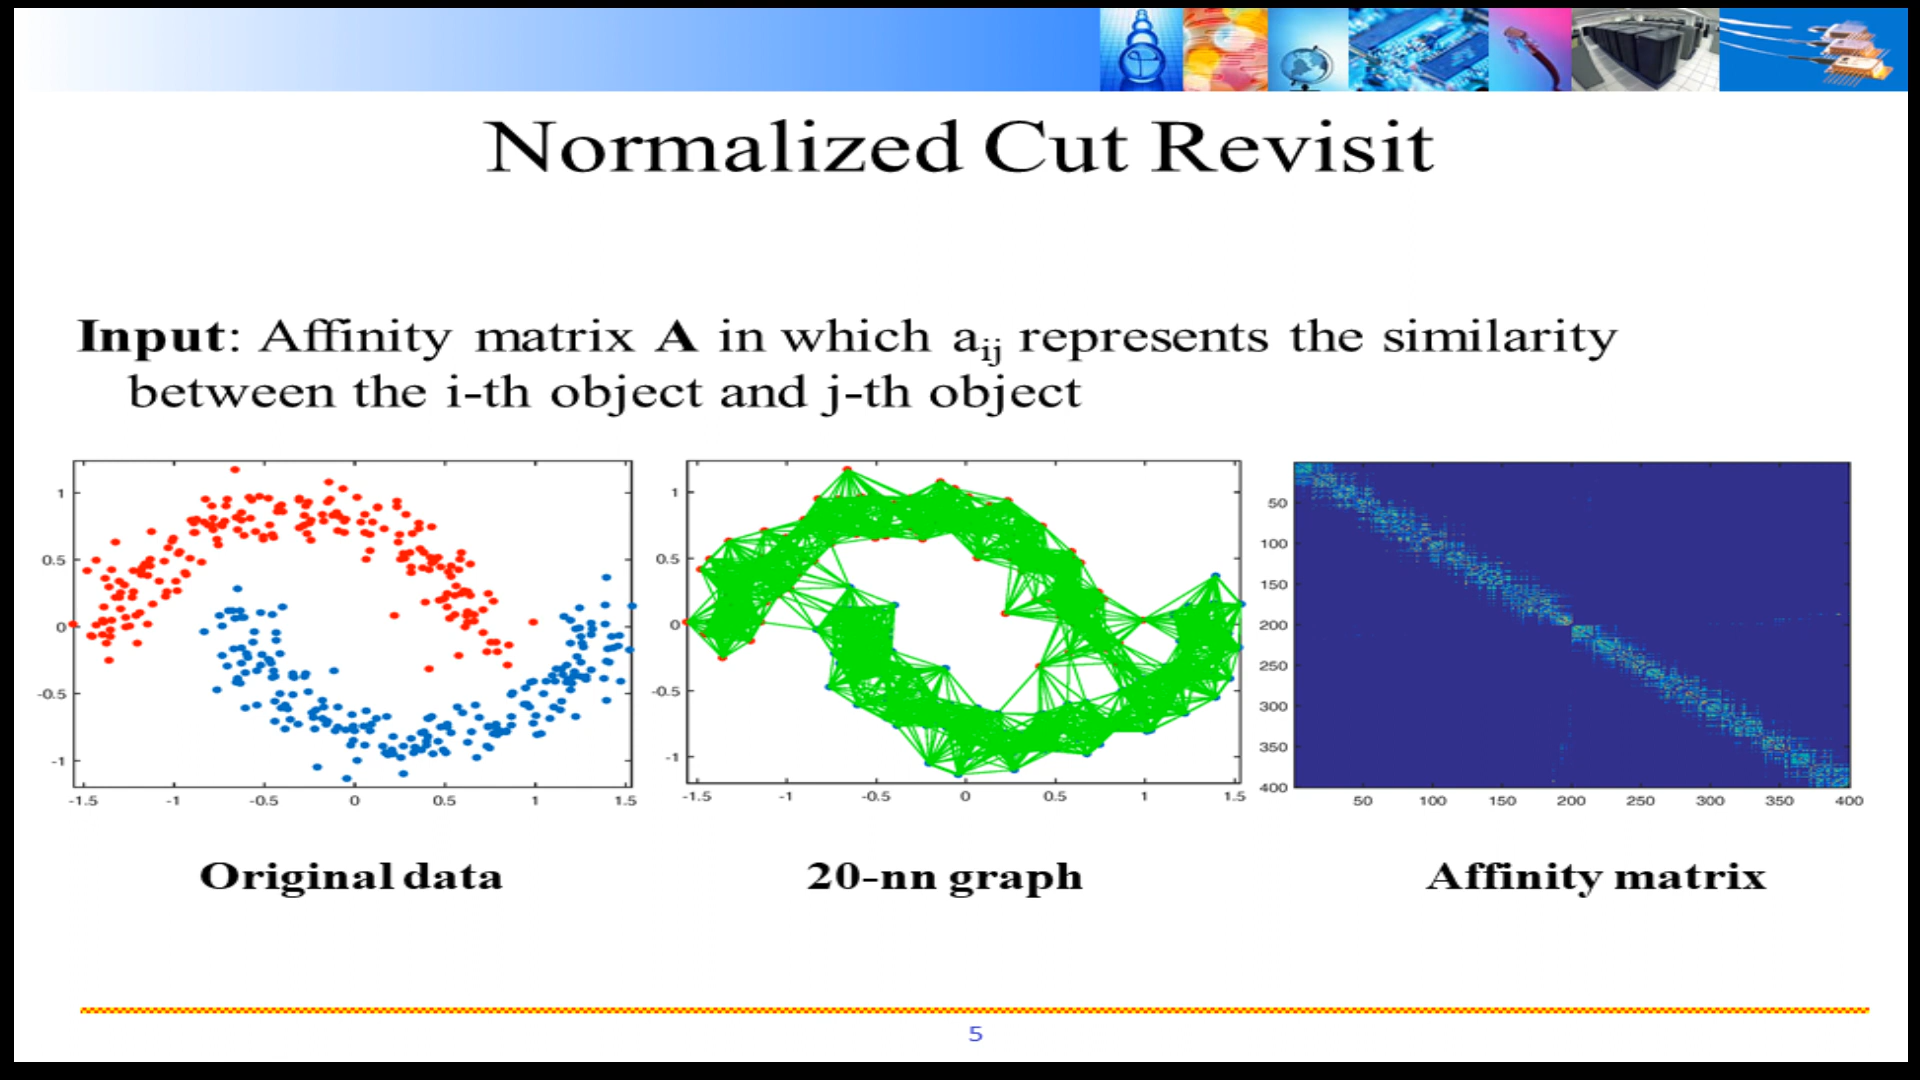 Normalized Cut Revisit
Input: Affinity matrix A in which aij represents the similarity
between the i-th object and j-th object
1
0.5
0
-0.5
-1
-1.5 -1 -0.5 0 0.5 1 1.5
1
0.5
0
-0.5
-1
-1.5 -1 -0.5 0 0.5 1 1.5
50
100
150
200
250
300
350
400
50 100 150 200 250 300 350 400
Original data
20-nn graph
Affinity matrix
5